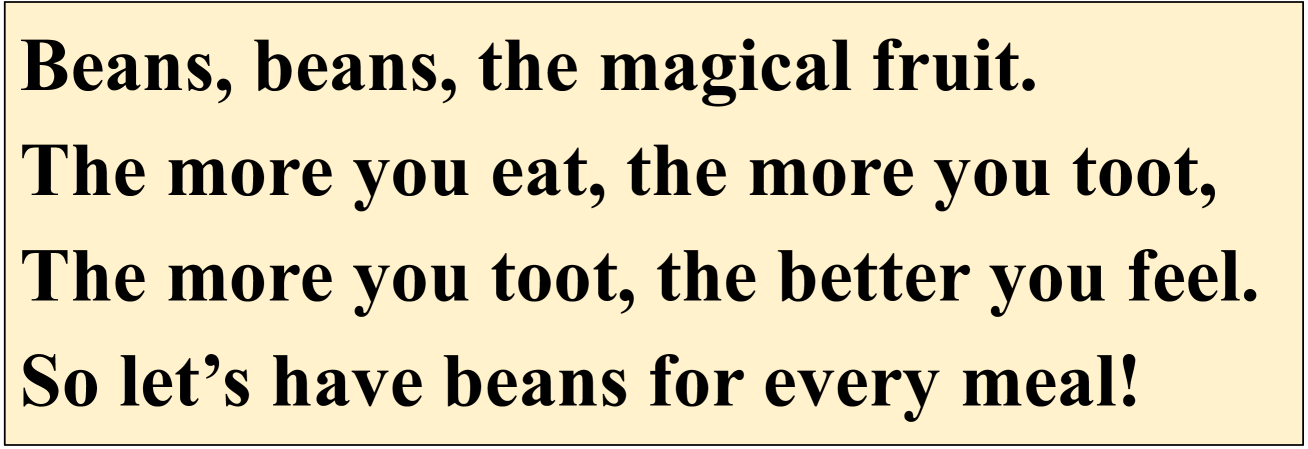 Beans, beans, the magical fruit.
The more you eat, the more you toot,
The more you toot, the better you feel.
So let’s have beans for every meal!